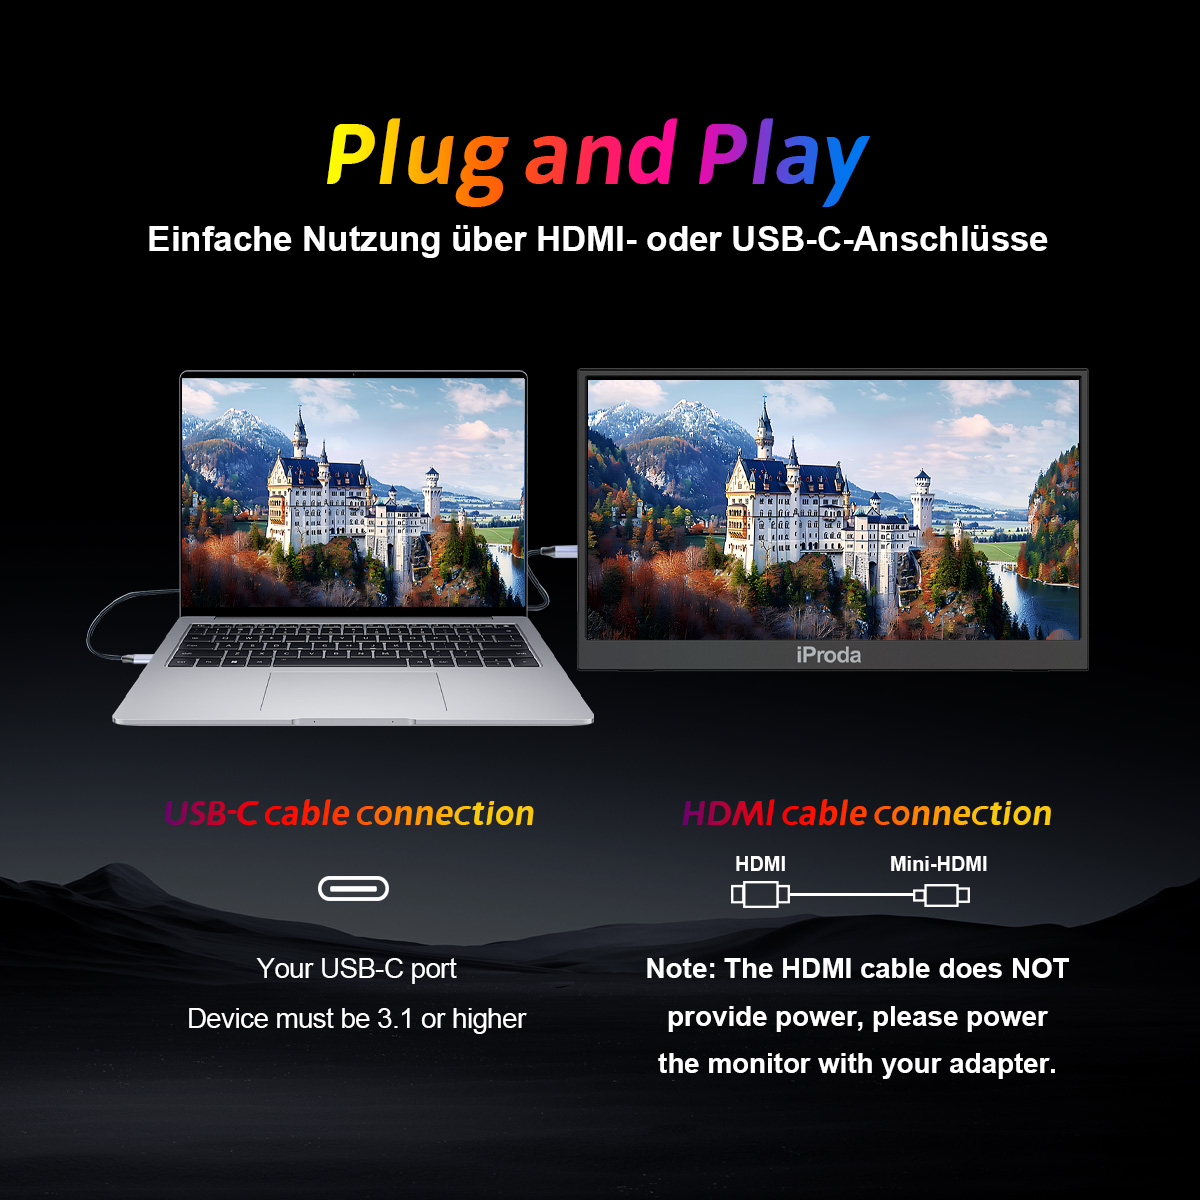 Plug and Play
Einfache Nutzung über HDMI- oder USB-C-Anschlüsse
iProda
USB-C cable connection
HDMI cable connection
HDMI
Mini-HDMI
Your USB-C port
Device must be 3.1 or higher
Note: The HDMI cable does NOT
provide power, please power
the monitor with your adapter.